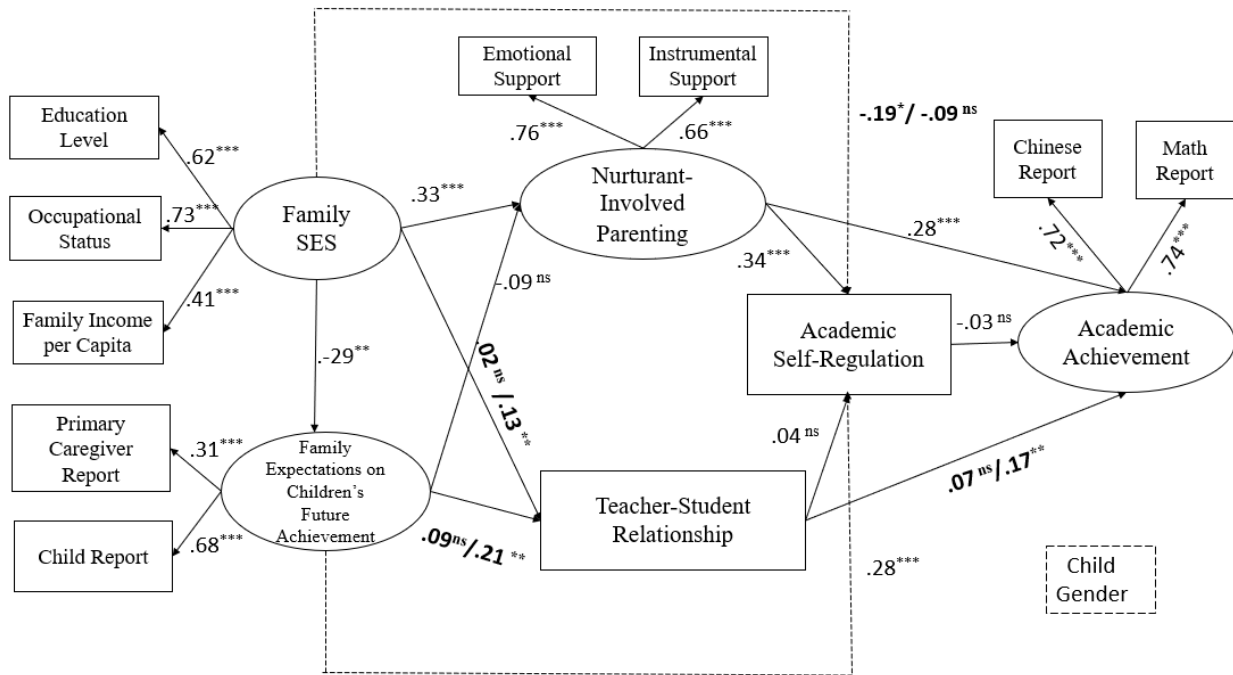 Emotional
Support
Instrumental
Support
Education
Level
.76***
.66***
-.19*/ -.09 ns
Chinese
Report
Math
Report
.62***
Occupational
Status
.73***
Family
SES
.33***
Nurturant-
Involved
Parenting
.28***
.72***
.74***
.34***
.41***
-.09 ns
Family Income
per Capita
Academic
Self-Regulation
-.03 ns
Academic
Achievement
.-29**
.02 ns /.13 **
Primary
Caregiver
Report
.31***
Family
Expectations on
Children's
Future
Achievement
.04 ns
.07 ns/.17**
Child Report
.68***
.09ns/.21 **
Teacher-Student
Relationship
.28***
Child
Gender